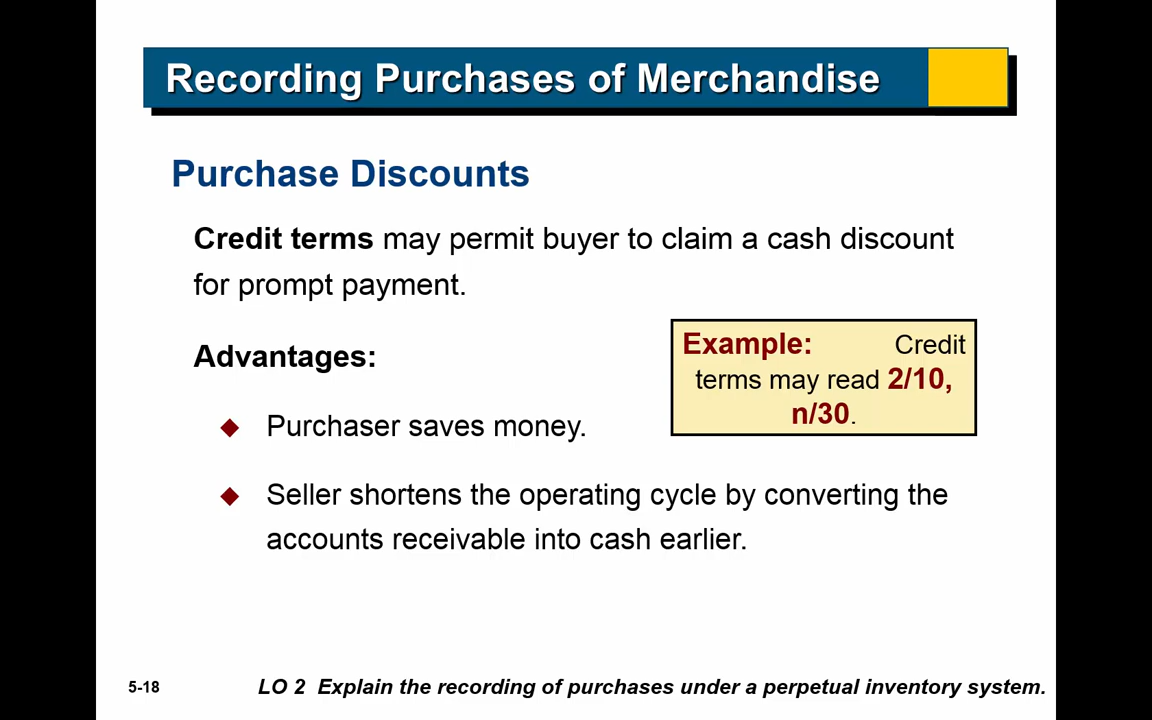 Recording Purchases of Merchandise
Purchase Discounts
Credit terms may permit buyer to claim a cash discount
for prompt payment.
Advantages:
Example: Credit
terms may read 2/10,
n/30.
Purchaser saves money.
Seller shortens the operating cycle by converting the
accounts receivable into cash earlier.
5-18
LO 2 Explain the recording of purchases under a perpetual inventory system.